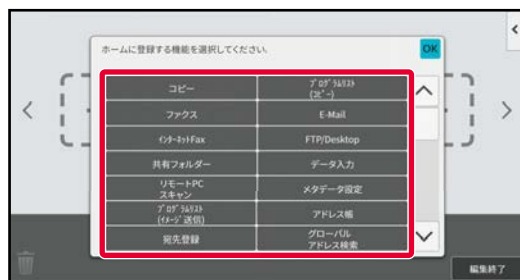 ホームに登録する機能を選択してください。
OK
コピー
ﾌﾟﾛｸﾞﾗﾑﾘｽﾄ
(ｺﾋﾟｰ)
ファクス
E-Mail
ｲﾝﾀｰﾈｯﾄFax
FTP/Desktop
共有フォルダー
データ入力
リモートPC
スキャン
メタデータ設定
ﾌﾟﾛｸﾞﾗﾑﾘｽﾄ
(ｲﾒｰｼﾞ送信)
アドレス帳
宛先登録
グローバル
アドレス検索
編集終了